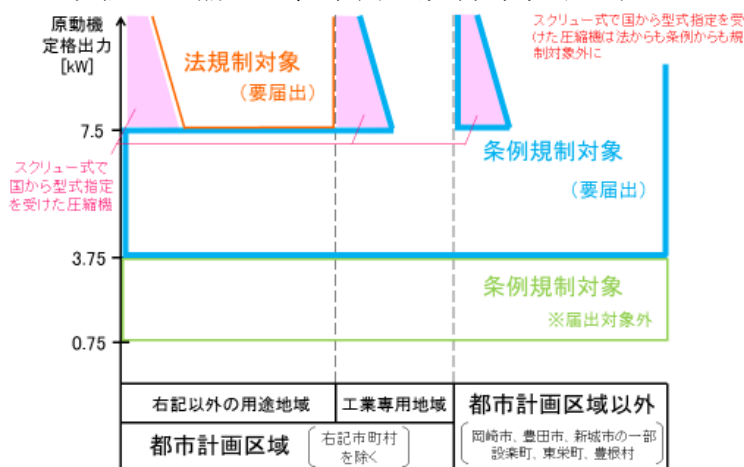 原動機
定格出力
[kW]
スクリュー式で国から型式指定を受
けた圧縮機は法からも条例からも規
制対象外に
法規制対象
(要届出)
7.5
条例規制対象
(要届出)
スクリュー式で
国から型式指定
を受けた圧縮機
3.75
条例規制対象
※届出対象外
0.75
右記以外の用途地域
工業専用地域
都市計画区域以外
都市計画区域
右記市町村
を除く
岡崎市、豊田市、新城市の一部
設楽町、東栄町、豊根村